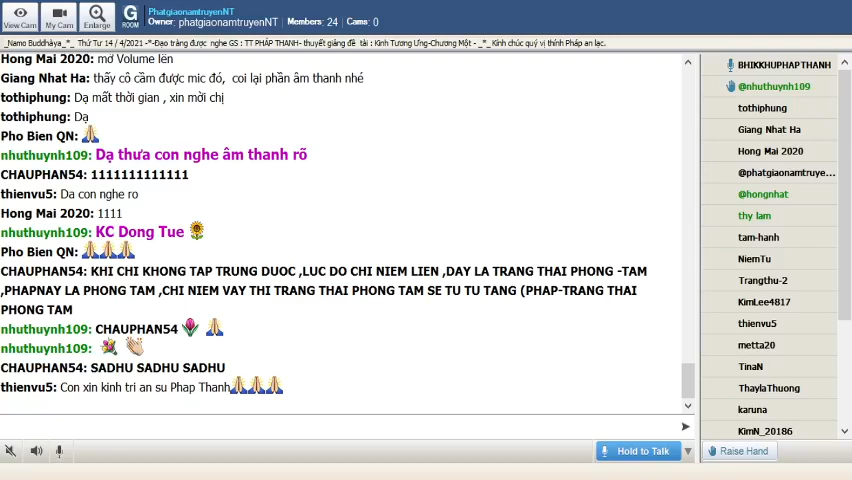 View Cam
My Cam
Enlarge
G
ROOM
PhatgiaonamtruyenNT
Owner: phatgiaonamtruyenNT Members: 24 Cams: 0
_Namo Buddhàya_*_ Thứ Tư 14 / 4/2021 -*-Đạo tràng được nghe GS : TT PHÁP THANH- thuyết giảng đề tài : Kinh Tương Ưng-Chương Một - _*_ Kính chúc quý vị thính Pháp an lạc.
Hong Mai 2020: mở Volume lên
Giang Nhat Ha: thấy cô cầm được mic đó, coi lại phần âm thanh nhé
tothiphung: Dạ mất thời gian , xin mời chị
tothiphung: Dạ
Pho Bien QN: 🙏
nhuthuynh109: Dạ thưa con nghe âm thanh rõ
CHAUPHAN54: 1111111111111
thienvu5: Da con nghe ro
Hong Mai 2020: 1111
nhuthuynh109: KC Dong Tue 🌻
Pho Bien QN: 🙏🙏🙏
CHAUPHAN54: KHI CHI KHONG TAP TRUNG DUOC ,LUC DO CHI NIEM LIEN ,DAY LA TRANG THAI PHONG -TAM
,PHAPNAY LA PHONG TAM ,CHI NIEM VAY THI TRANG THAI PHONG TAM SE TU TU TANG (PHAP-TRANG THAI
PHONG TAM
nhuthuynh109: CHAUPHAN54 🌷 🙏
nhuthuynh109: 💐 👏
CHAUPHAN54: SADHU SADHU SADHU
thienvu5: Con xin kinh tri an su Phap Thanh🙏🙏🙏
Hold to Talk
BHIKKHUPHAPTHANH
@nhuthuynh109
tothiphung
Giang Nhat Ha
Hong Mai 2020
@phatgiaonamtruye...
@hongnhat
thy lam
tam-hanh
NiemTu
Trangthu-2
KimLee4817
thienvu5
metta20
TinaN
ThaylaThuong
karuna
KimN_20186
Raise Hand